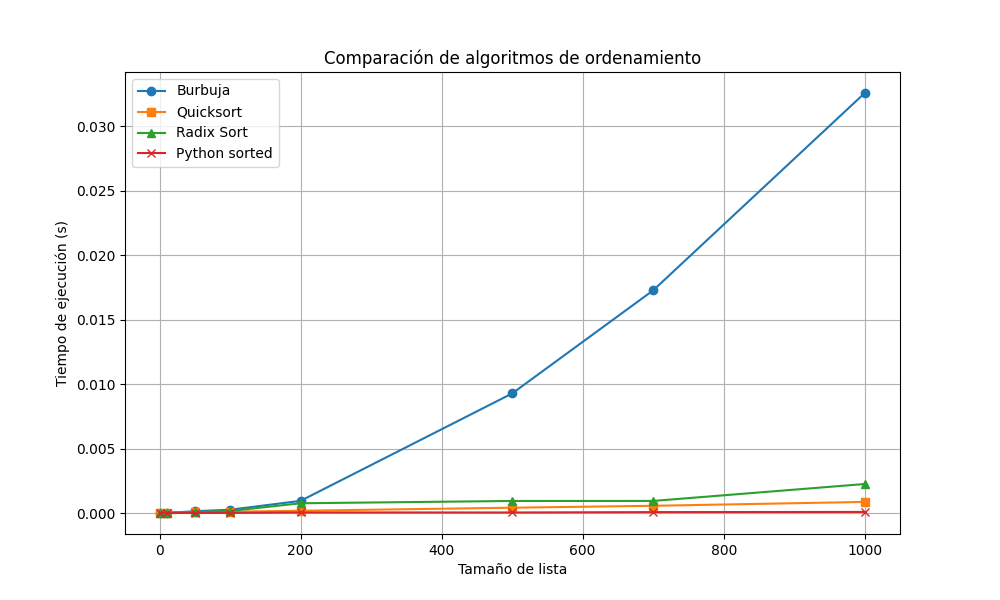 Comparación de algoritmos de ordenamiento
Burbuja
Quicksort
Radix Sort
Python sorted
0.030
0.025
0.020
0.015
0.010
0.005
0.000
Tiempo de ejecución (s)
0 200 400 600 800 1000
Tamaño de lista